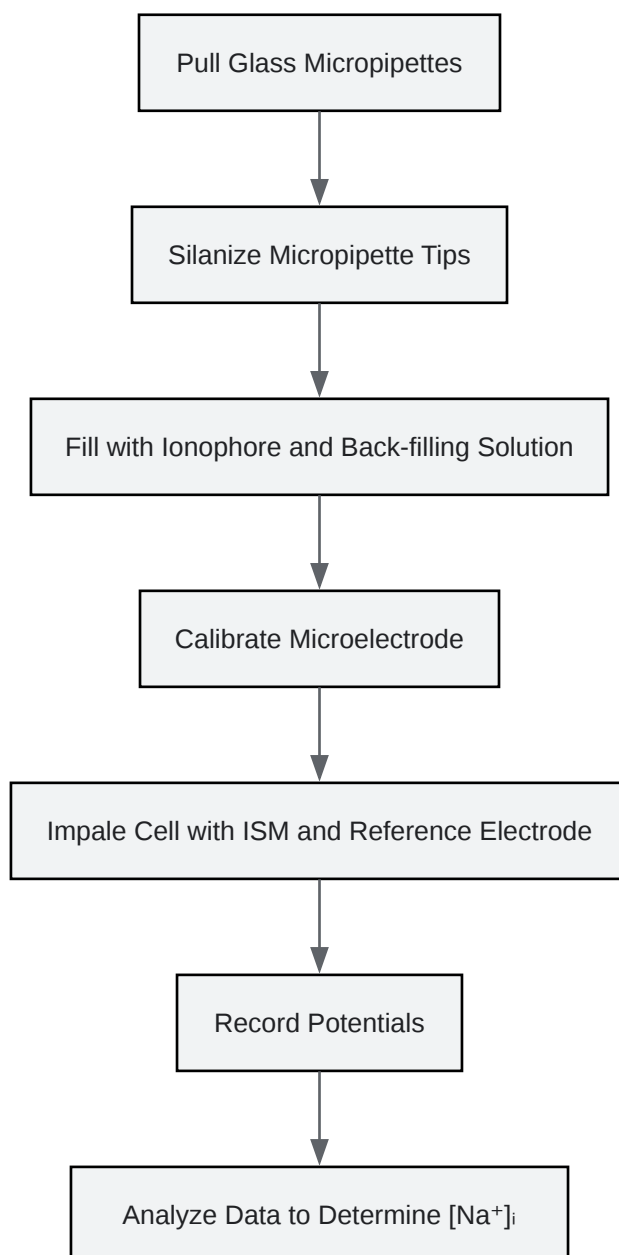 Pull Glass Micropipettes
Silanize Micropipette Tips
Fill with Ionophore and Back-filling Solution
Calibrate Microelectrode
Impale Cell with ISM and Reference Electrode
Record Potentials
Analyze Data to Determine [Na⁺]ᵢ